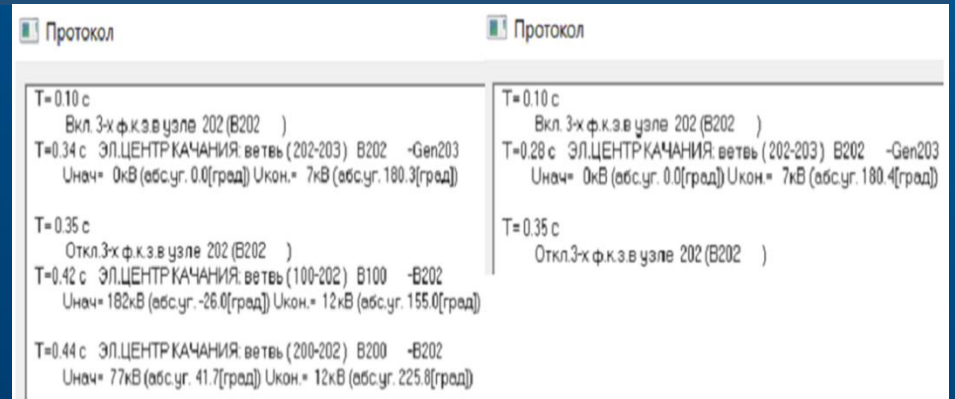 Протокол
T= 0.10 c
Вкл. 3-х ф.к.з.в узле 202 (B202 )
T=0.34 c ЭЛ.ЦЕНТР КАЧАНИЯ: ветвь (202-203) B202 -Gen203
Uнач= 0кВ (абс.уг. 0.0[град]) Uкон.= 7кВ (абс.уг. 180.3[град])
T= 0.35 c
Откл.3-х ф.к.з.в узле 202 (B202 )
T=0.42 c ЭЛ.ЦЕНТР КАЧАНИЯ: ветвь (100-202) B100 -B202
Uнач= 182кВ (абс.уг. -26.0[град]) Uкон.= 12кВ (абс.уг. 155.0[град])
T=0.44 c ЭЛ.ЦЕНТР КАЧАНИЯ: ветвь (200-202) B200 -B202
Uнач= 77кВ (абс.уг. 41.7[град]) Uкон.= 12кВ (абс.уг. 225.8[град])
Протокол
T= 0.10 c
Вкл. 3-х ф.к.з.в узле 202 (B202 )
T=0.28 c ЭЛ.ЦЕНТР КАЧАНИЯ: ветвь (202-203) B202 -Gen203
Uнач= 0кВ (абс.уг. 0.0[град]) Uкон.= 7кВ (абс.уг. 180.4[град])
T= 0.35 c
Откл.3-х ф.к.з.в узле 202 (B202 )